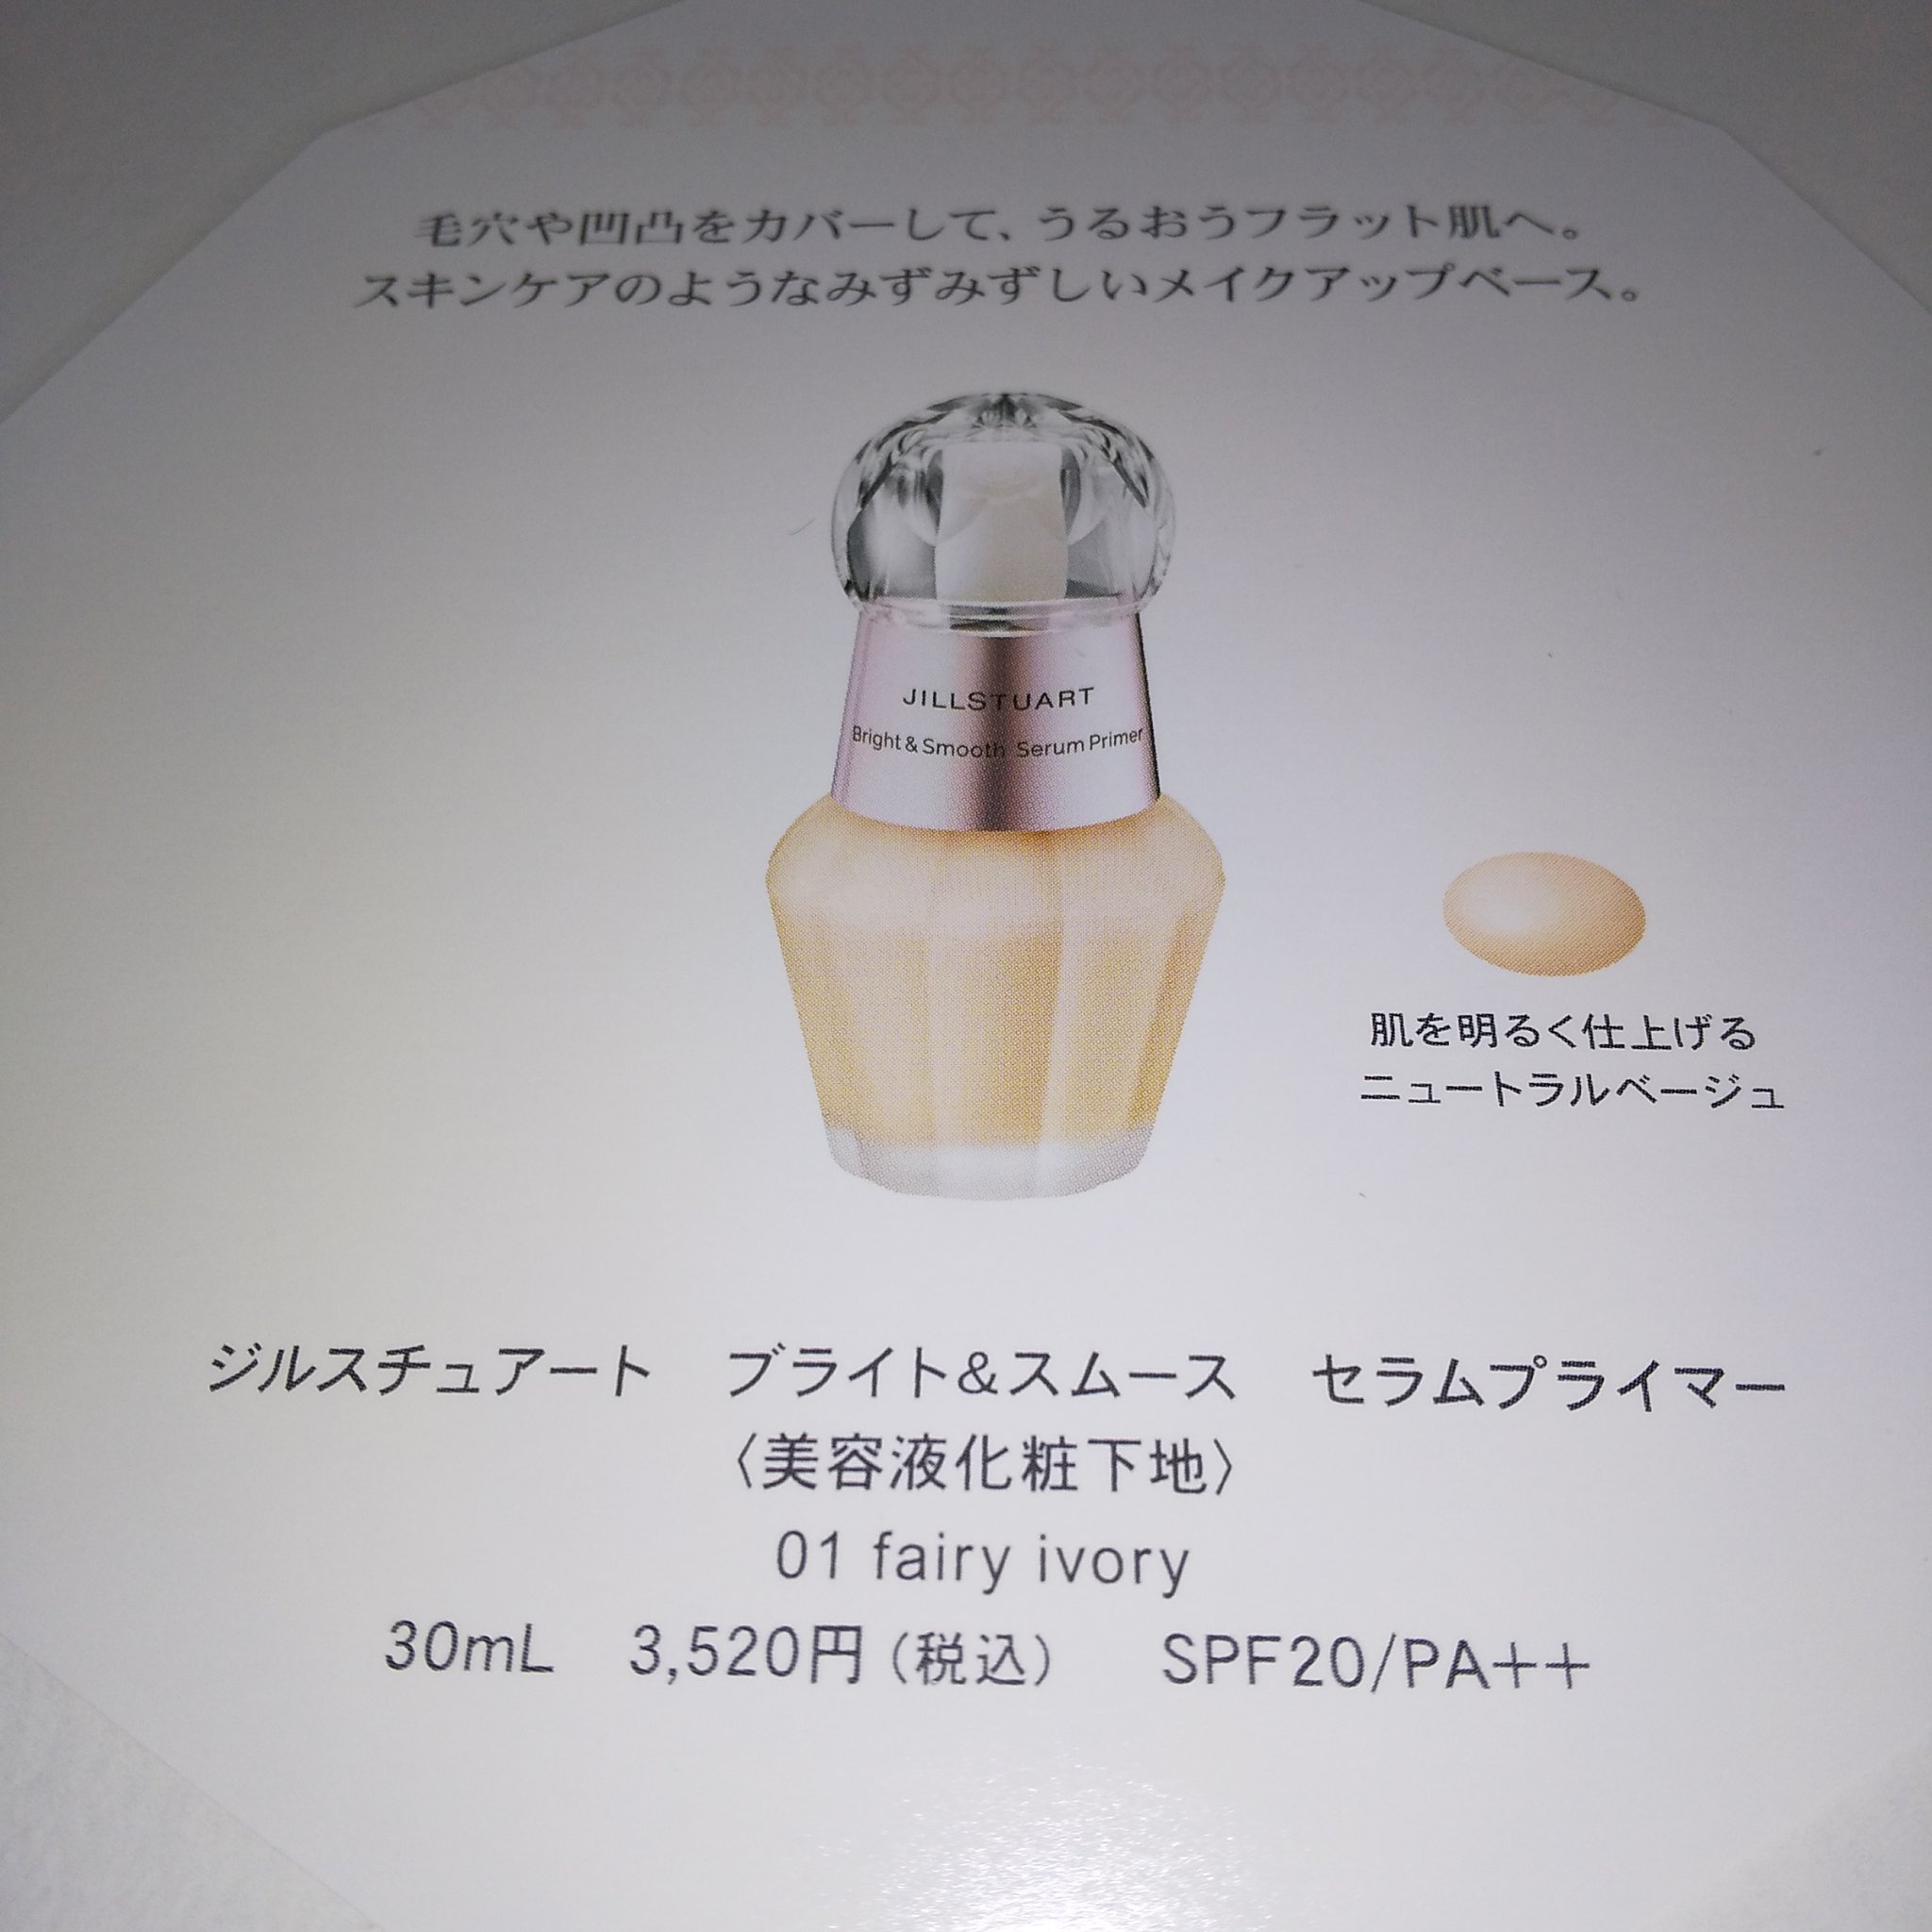 毛穴や凹凸をカバーして、うるおうフラット肌へ。
スキンケアのようなみずみずしいメイクアップベース。
JILLSTUART
Bright & Smooth Serum Primer
肌を明るく仕上げる
ニュートラルベージュ
ジルスチュアート　ブライト&スムース　セラムプライマー
〈美容液化粧下地〉
01 fairy ivory
30mL　3,520円（税込）　SPF20/PA++